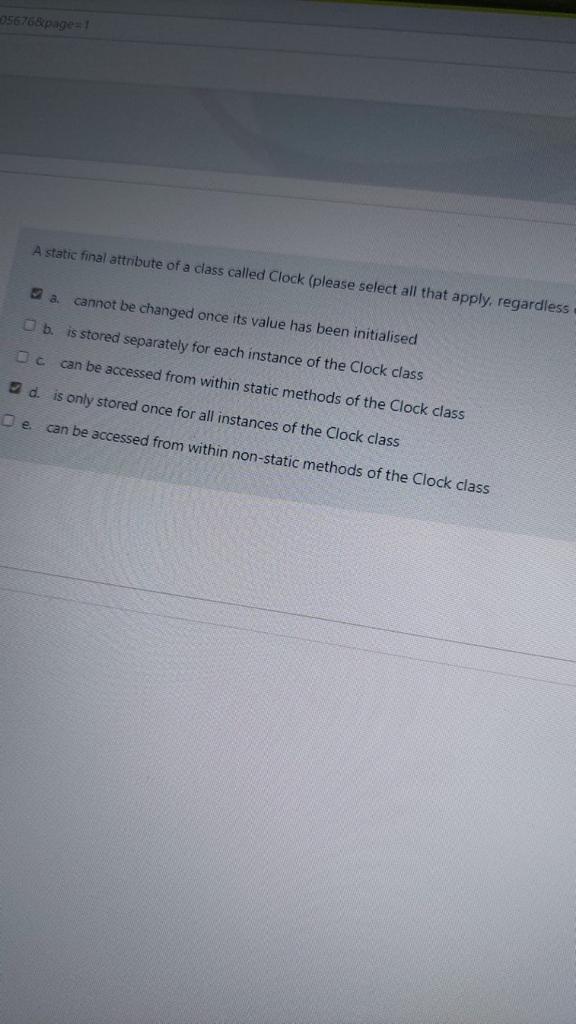 05676&page=1
A static final attribute of a class called Clock (please select all that apply, regardless
a. cannot be changed once its value has been initialised
b. is stored separately for each instance of the Clock class
c. can be accessed from within static methods of the Clock class
d. is only stored once for all instances of the Clock class
e. can be accessed from within non-static methods of the Clock class